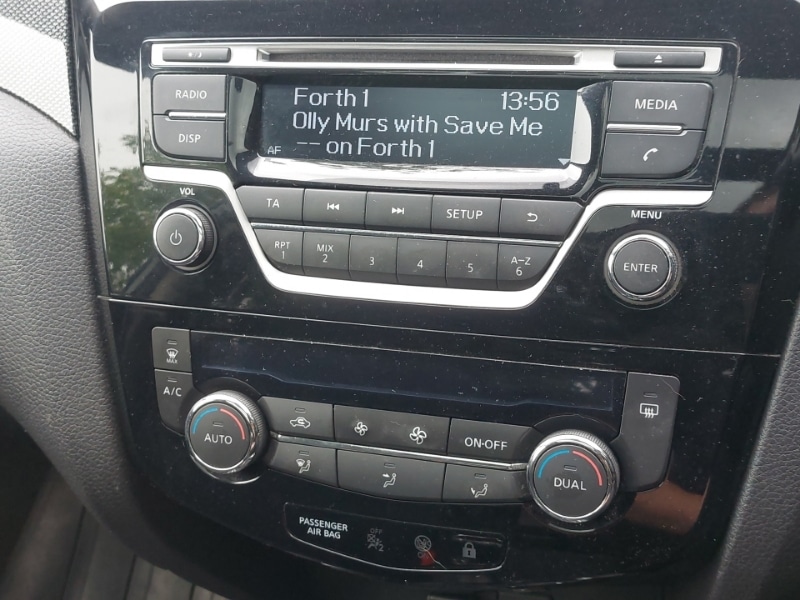 RADIO
DISP
Forth 1 13:56
Olly Murs with Save Me
AF -- on Forth 1
MEDIA
VOL
TA
SETUP
MENU
RPT
1
MIX
2
3
4
5
A-Z
6
ENTER
MAX
A/C
AUTO
ON·OFF
DUAL
PASSENGER
AIR BAG
OFF
2